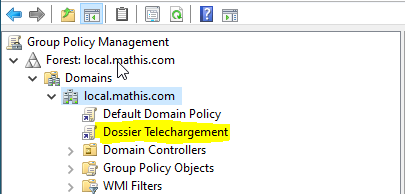 Group Policy Management
Forest: local.mathis.com
Domains
local.mathis.com
Default Domain Policy
Dossier Telechargement
Domain Controllers
Group Policy Objects
WMI Filters